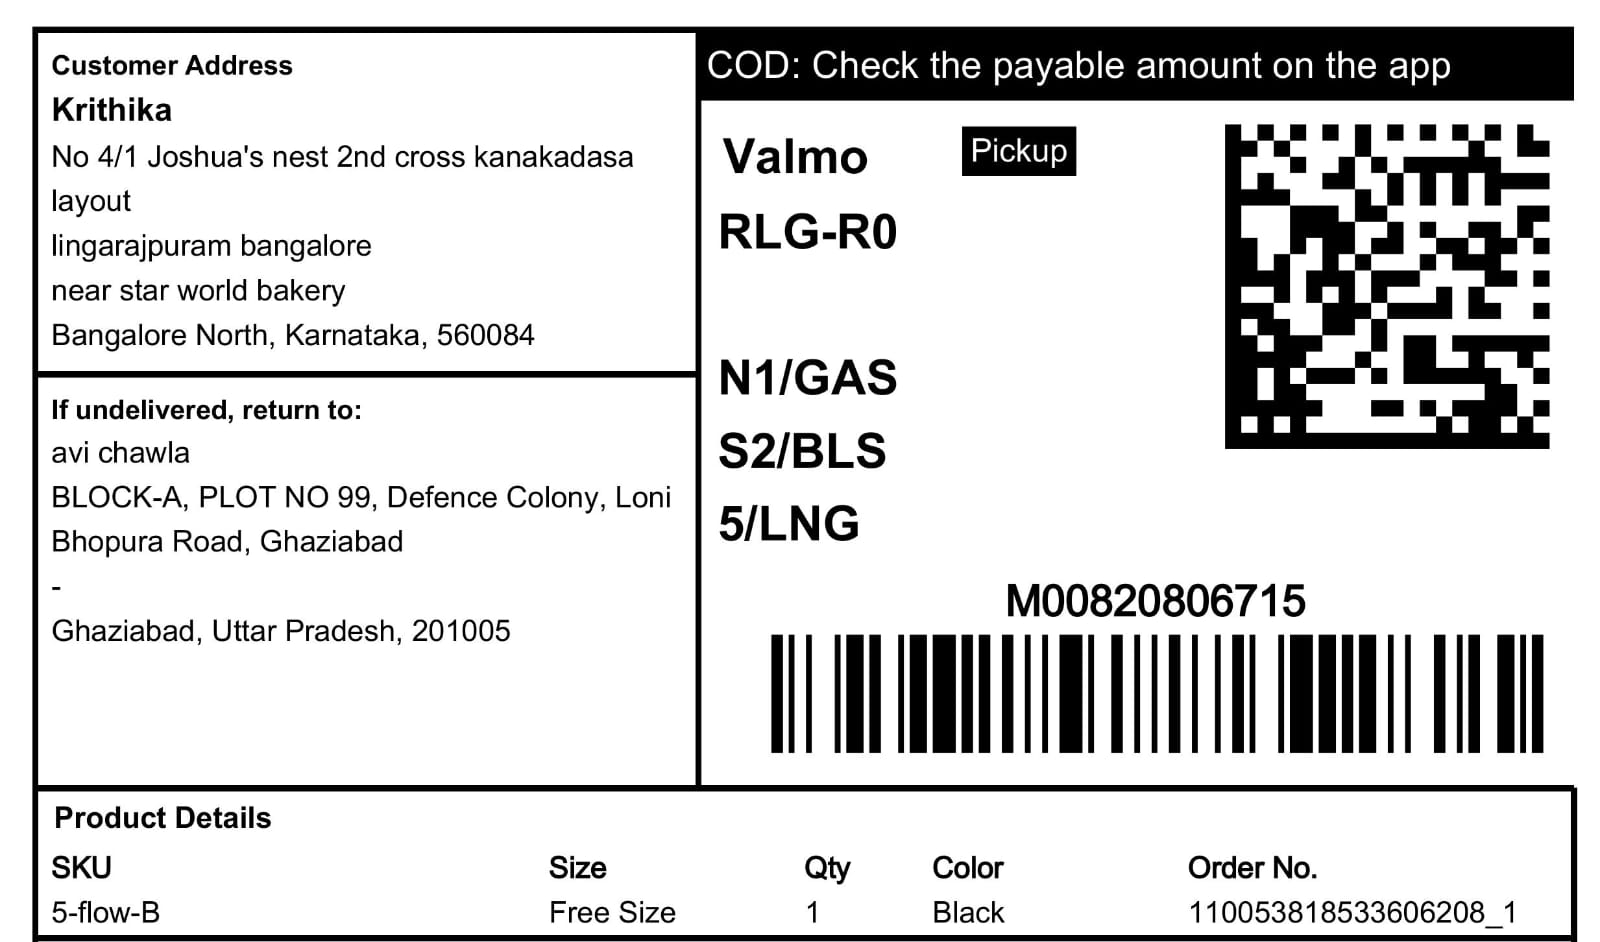 Customer Address
Krithika
No 4/1 Joshua's nest 2nd cross kanakadasa
layout
lingarajpuram bangalore
near star world bakery
Bangalore North, Karnataka, 560084
If undelivered, return to:
avi chawla
BLOCK-A, PLOT NO 99, Defence Colony, Loni
Bhopura Road, Ghaziabad
-
Ghaziabad, Uttar Pradesh, 201005
COD: Check the payable amount on the app
Valmo Pickup
RLG-R0
N1/GAS
S2/BLS
5/LNG
M00820806715
Product Details
SKU Size Qty Color Order No.
5-flow-B Free Size 1 Black 110053818533606208_1